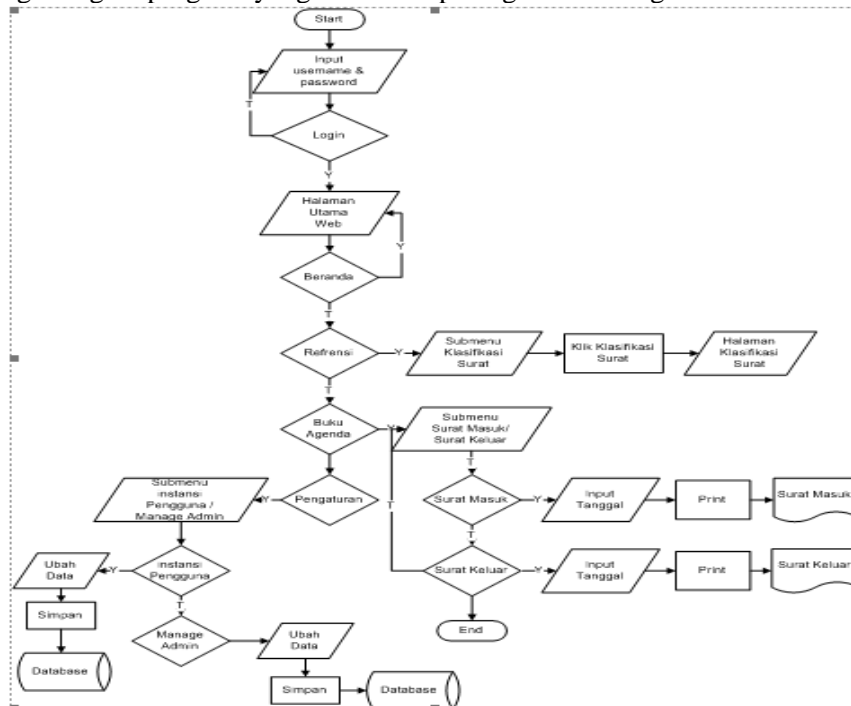 Start
Input
username &
password
T
Login
Y
Halaman
Utama
Web
Y
Beranda
T
Refrensi
Y
Submenu
Klasifikasi
Surat
Klik Klasifikasi
Surat
Halaman
Klasifikasi
Surat
T
Buku
Agenda
Y
Submenu
Surat Masuk/
Surat Keluar
T
Submenu
Instansi
Pengguna /
Manage Admin
Y
Pengaturan
T
Surat Masuk
Y
Input
Tanggal
Print
Surat Masuk
T
Ubah
Data
Y
Instansi
Pengguna
Surat Keluar
Y
Input
Tanggal
Print
Surat Keluar
T
Simpan
Manage
Admin
Ubah
Data
End
Database
Simpan
Database